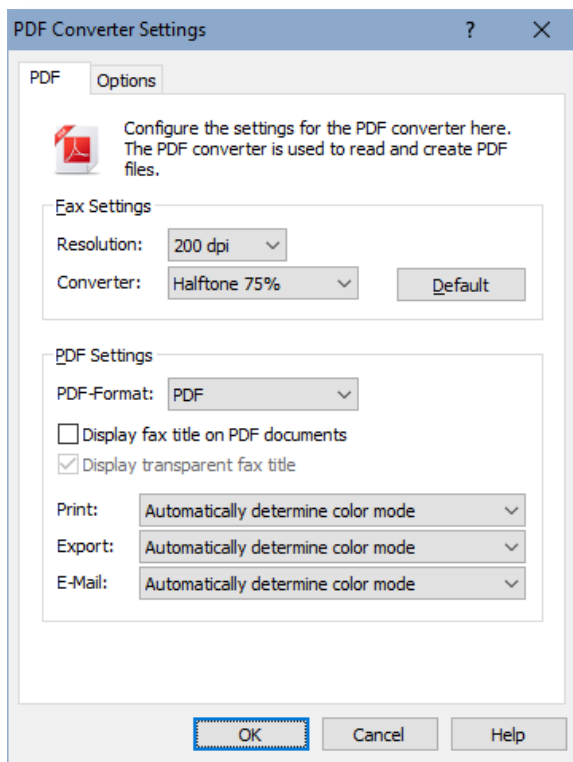 PDF Converter Settings ?
PDF Options
Configure the settings for the PDF converter here.
The PDF converter is used to read and create PDF
files.
Fax Settings
Resolution: 200 dpi
Converter: Halftone 75% Default
PDF Settings
PDF-Format: PDF
Display fax title on PDF documents
Display transparent fax title
Print: Automatically determine color mode
Export: Automatically determine color mode
E-Mail: Automatically determine color mode
OK Cancel Help